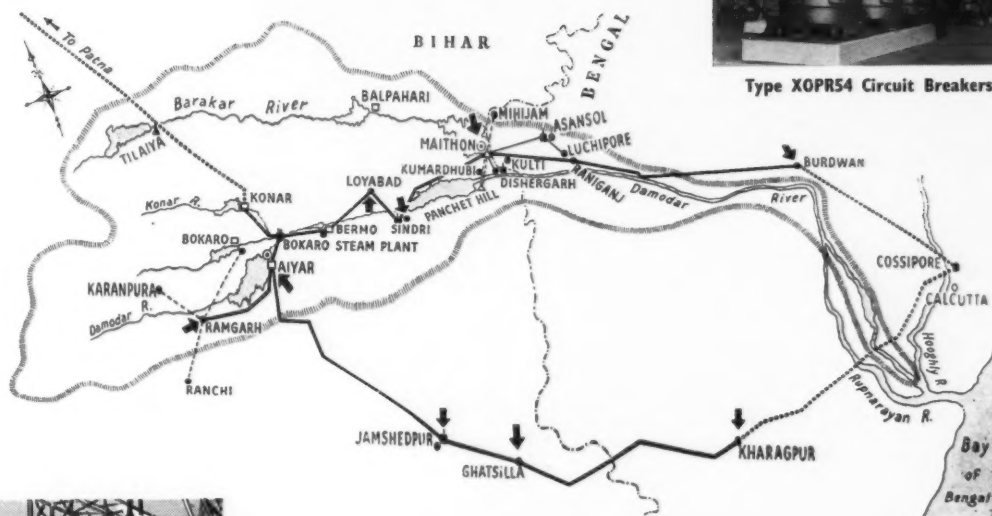 To Patna
BIHAR
BENGAL
Type XOPR54 Circuit Breakers
Barakar River
BALPAHARI
MIHIJAM
ASANSOL
MAITHON
LUCHIPORE
TILAIYA
KULTI
BURDWAN
KUMARDHUBI
DISHERGARH
RANIGANJ
Damodar River
KONAR
LOYABAD
PANCHET HILL
Konar R.
BERMO
SINDRI
BOKARO
BOKARO STEAM PLANT
COSSIPORE
AIYAR
CALCUTTA
KARANPURA
Damodar R.
RAMGARH
Hooghly R.
RANCHI
Rupnarayan R.
JAMSHEDPUR
KHARAGPUR
GHATSILLA
Bay
of
Bengal